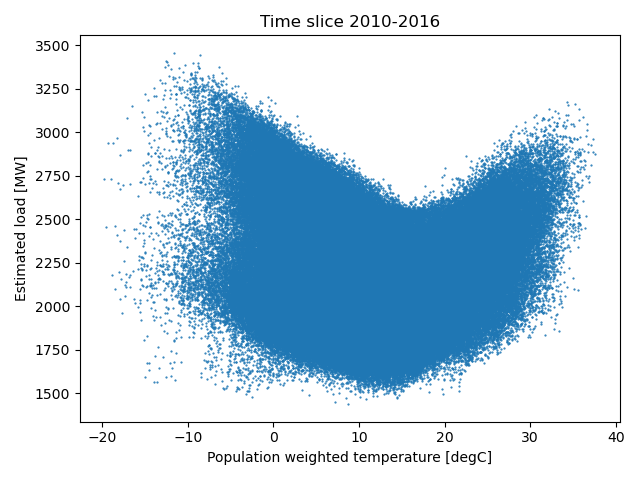 Time slice 2010-2016
3500
3250
3000
2750
2500
2250
2000
1750
1500
Estimated load [MW]
−20 −10 0 10 20 30 40
Population weighted temperature [degC]